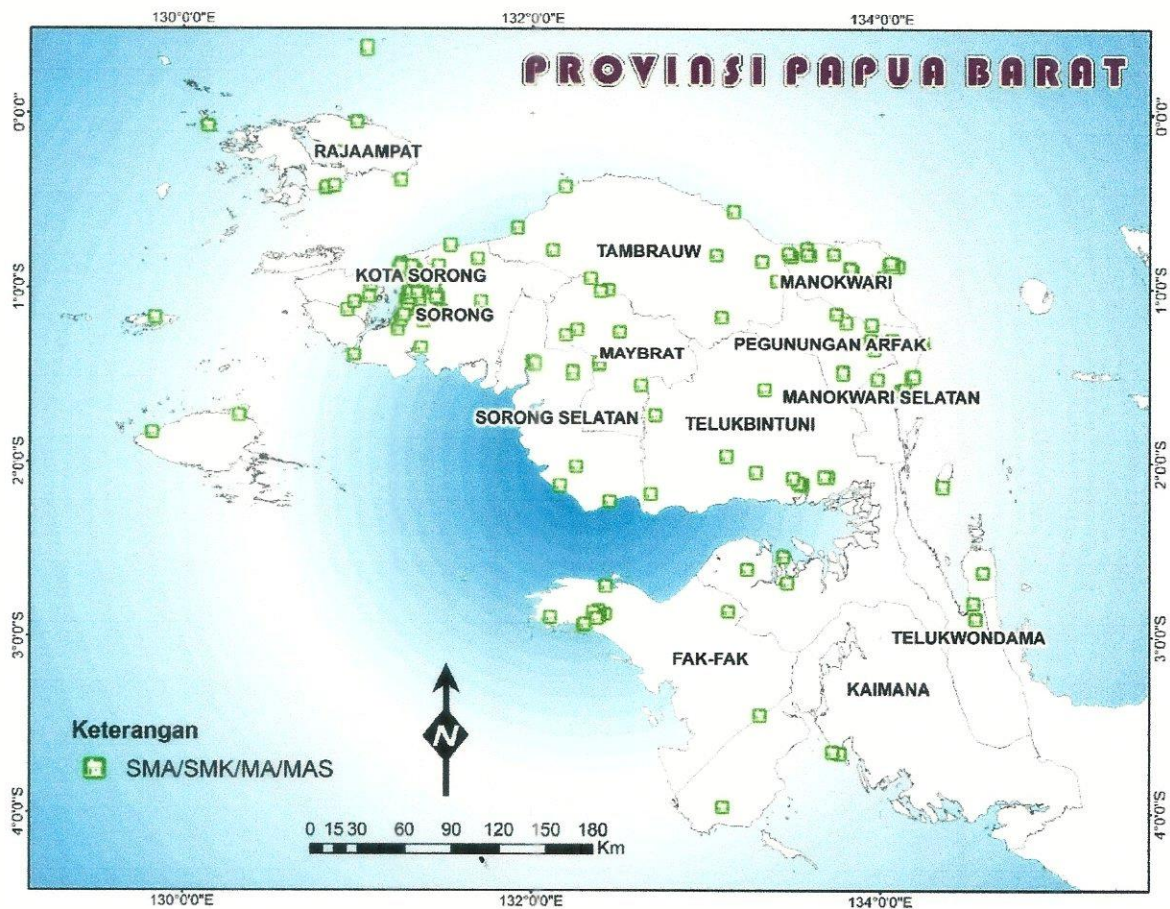 130°0'0"E 132°0'0"E 134°0'0"E
PROVINSI PAPUA BARAT
0°0'0" 0°0'0"
RAJAAMPAT
TAMBRAUW
KOTA SORONG
MANOKWARI
1°0'0"S 1°0'0"S
SORONG
PEGUNUNGAN ARFAK
MAYBRAT
MANOKWARI SELATAN
SORONG SELATAN
TELUKBINTUNI
2°0'0"S 2°0'0"S
3°0'0"S 3°0'0"S
TELUKWONDAMA
FAK-FAK
KAIMANA
N
Keterangan
SMA/SMK/MA/MAS
4°0'0"S 4°0'0"S
0 15 30 60 90 120 150 180
Km
130°0'0"E 132°0'0"E 134°0'0"E